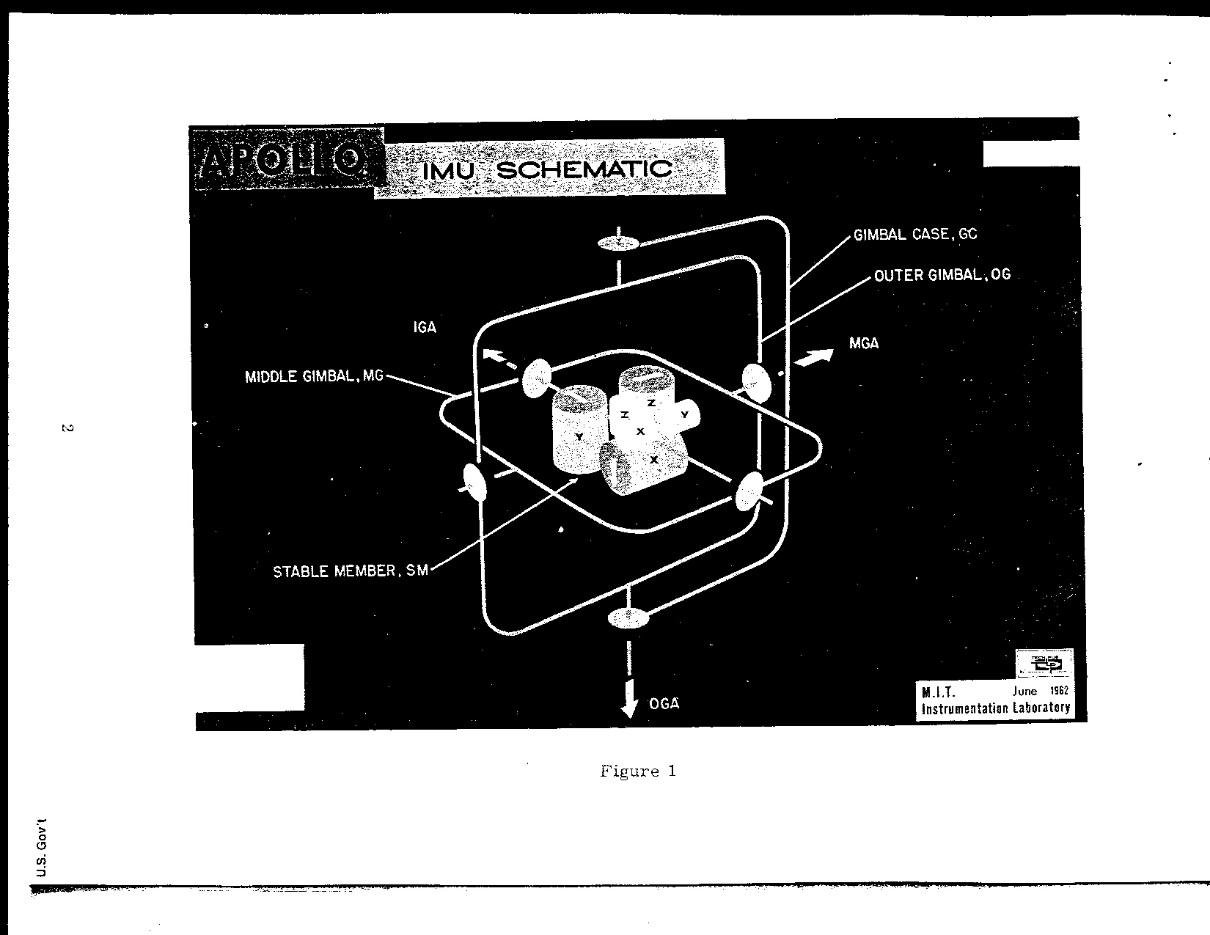 APOLLO
IMU SCHEMATIC
GIMBAL CASE, GC
OUTER GIMBAL, OG
IGA
MGA
MIDDLE GIMBAL, MG
Z
Z
Y
X
Y
X
STABLE MEMBER, SM
OGA
M.I.T. June 1962
Instrumentation Laboratory
Figure 1
2
U.S. Gov't